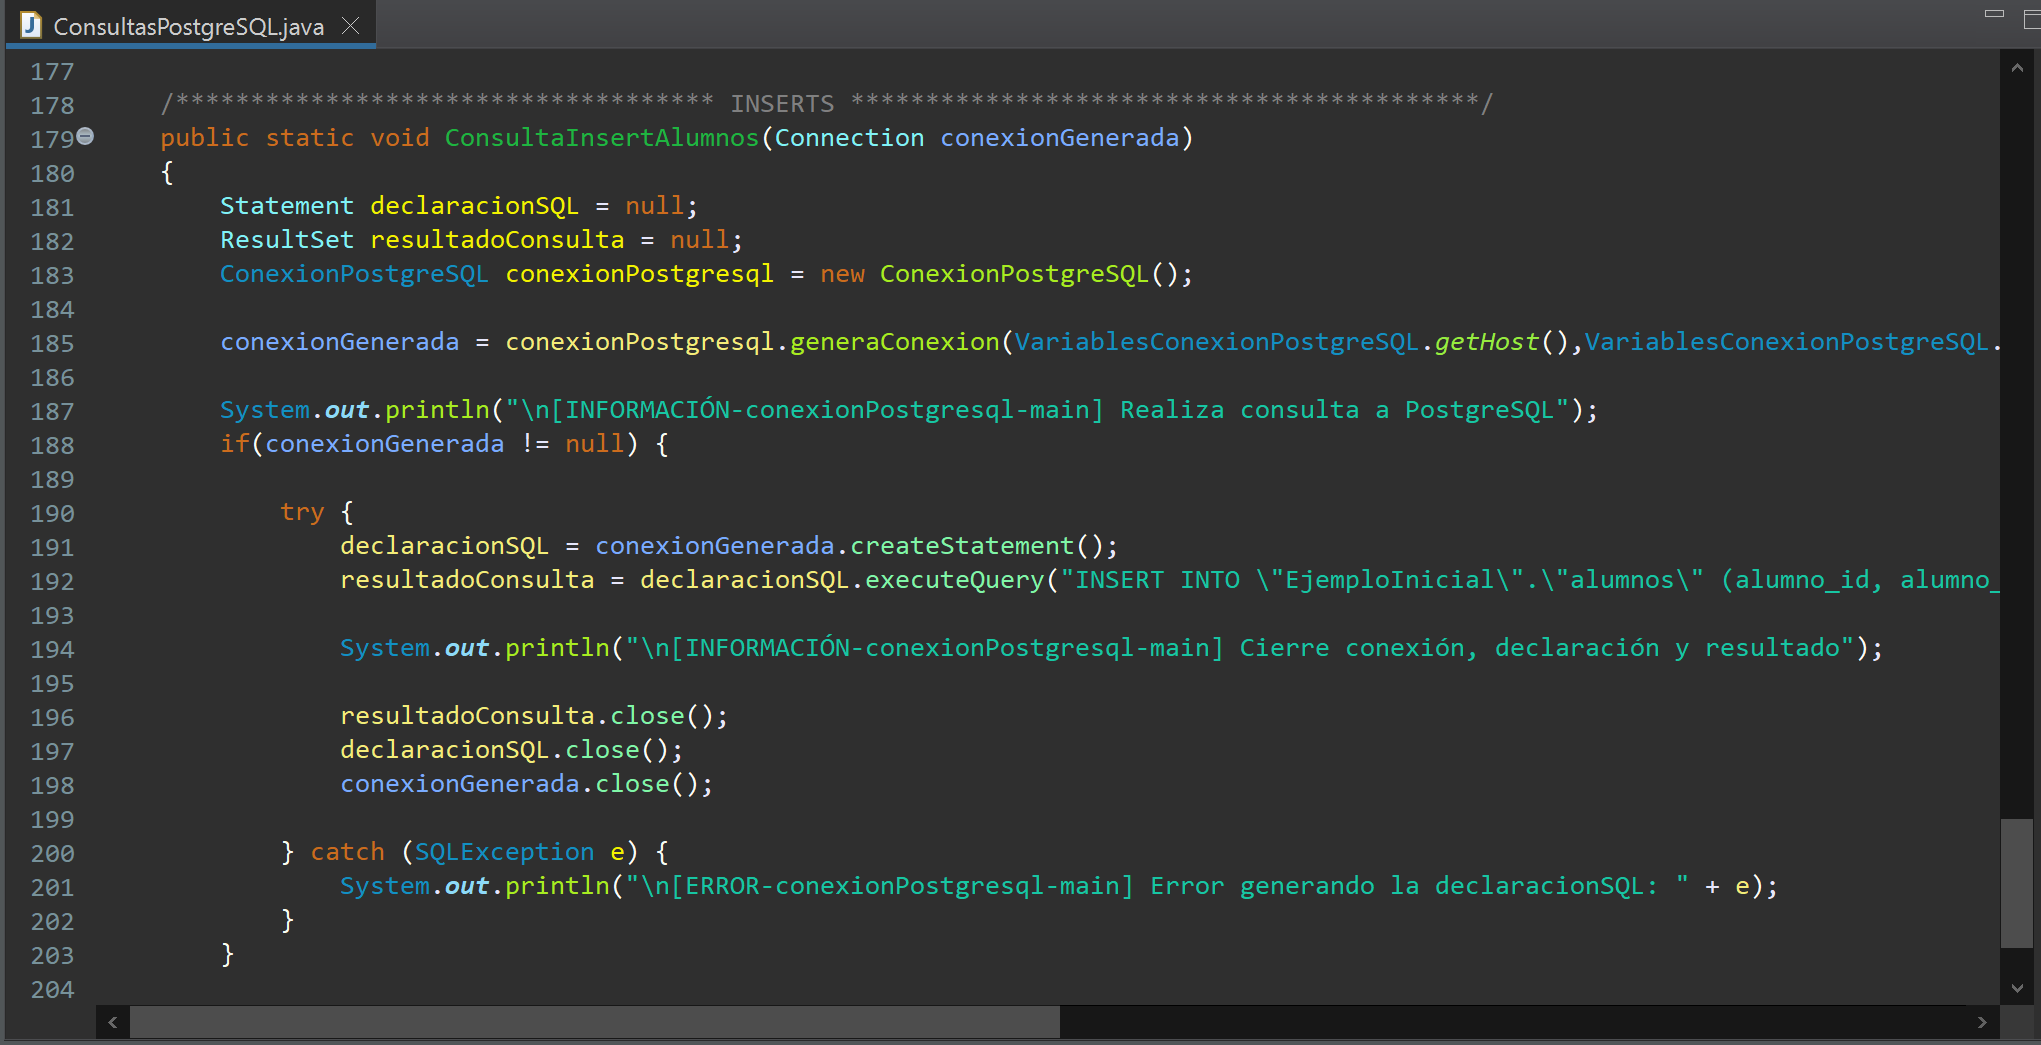 ConsultasPostgreSQL.java
177
178 /************************************ INSERTS ******************************************/
179 public static void ConsultaInsertAlumnos(Connection conexionGenerada)
180 {
181 Statement declaracionSQL = null;
182 ResultSet resultadoConsulta = null;
183 ConexionPostgreSQL conexionPostgresql = new ConexionPostgreSQL();
184
185 conexionGenerada = conexionPostgresql.generaConexion(VariablesConexionPostgreSQL.getHost(),VariablesConexionPostgreSQL.
186
187 System.out.println("\n[INFORMACIÓN-conexionPostgresql-main] Realiza consulta a PostgreSQL");
188 if(conexionGenerada != null) {
189
190 try {
191 declaracionSQL = conexionGenerada.createStatement();
192 resultadoConsulta = declaracionSQL.executeQuery("INSERT INTO \"EjemploInicial\".\"alumnos\" (alumno_id, alumno_
193
194 System.out.println("\n[INFORMACIÓN-conexionPostgresql-main] Cierre conexión, declaración y resultado");
195
196 resultadoConsulta.close();
197 declaracionSQL.close();
198 conexionGenerada.close();
199
200 } catch (SQLException e) {
201 System.out.println("\n[ERROR-conexionPostgresql-main] Error generando la declaracionSQL: " + e);
202 }
203 }
204